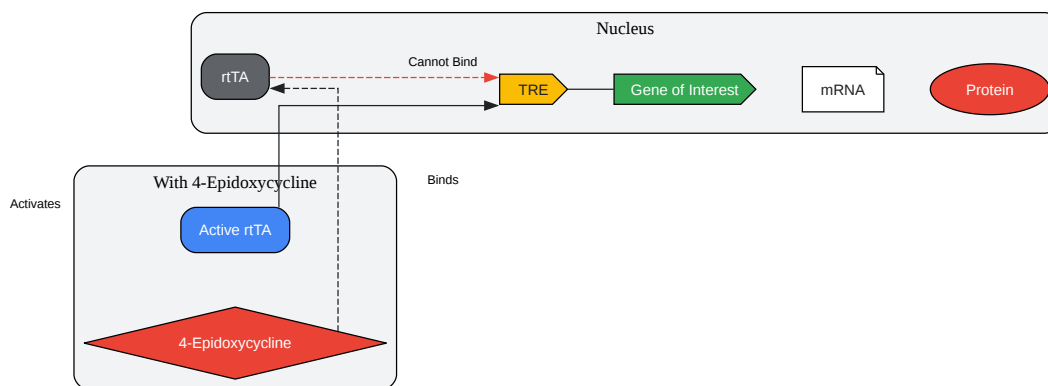 Nucleus
rtTA
Cannot Bind
TRE
Gene of Interest
mRNA
Protein
With 4-Epidoxycycline
Activates
Binds
Active rtTA
4-Epidoxycycline